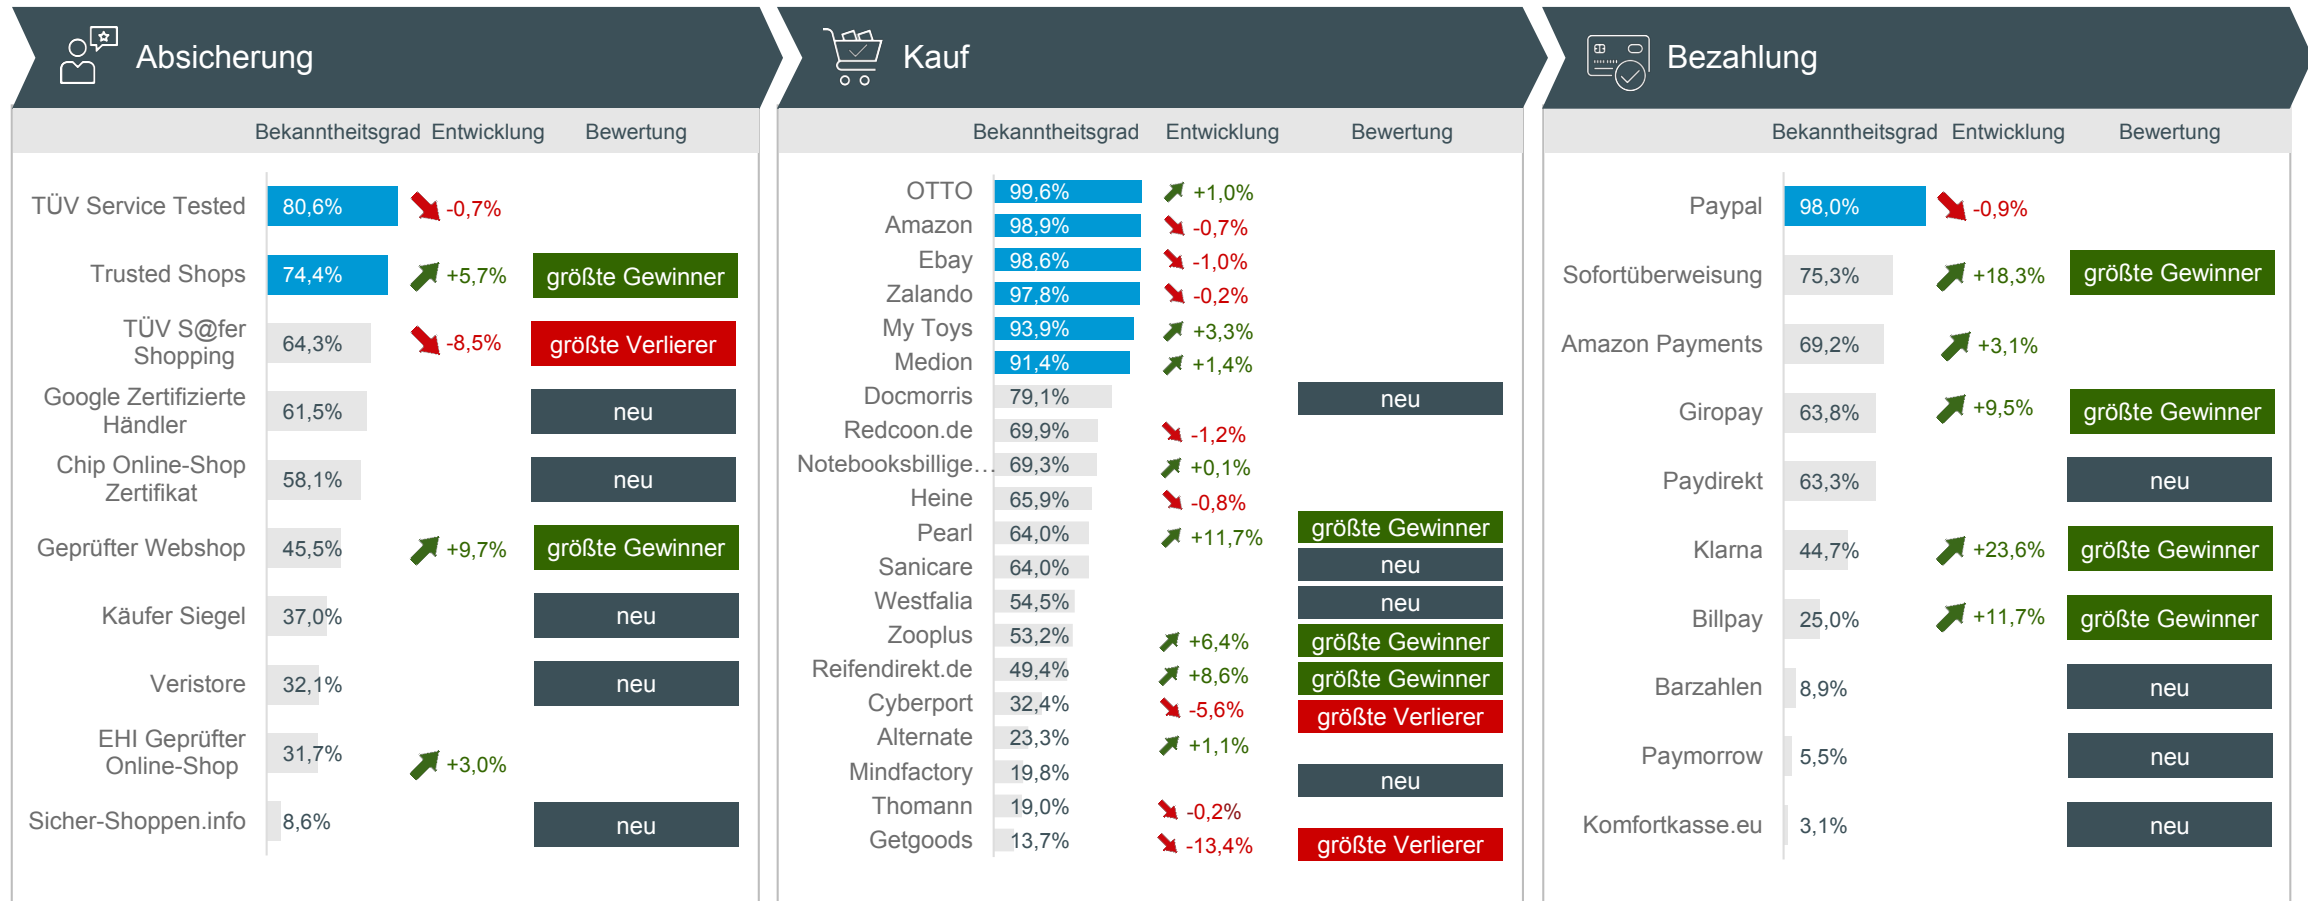 Absicherung
Bekanntheitsgrad Entwicklung Bewertung
TÜV Service Tested 80,6% -0,7%
Trusted Shops 74,4% +5,7% größte Gewinner
TÜV S@fer
Shopping 64,3% -8,5% größte Verlierer
Google Zertifizierte
Händler 61,5% neu
Chip Online-Shop
Zertifikat 58,1% neu
Geprüfter Webshop 45,5% +9,7% größte Gewinner
Käufer Siegel 37,0% neu
Veristore 32,1% neu
EHI Geprüfter
Online-Shop 31,7% +3,0%
Sicher-Shoppen.info 8,6% neu
Kauf
Bekanntheitsgrad Entwicklung Bewertung
OTTO 99,6% +1,0%
Amazon 98,9% -0,7%
Ebay 98,6% -1,0%
Zalando 97,8% -0,2%
My Toys 93,9% +3,3%
Medion 91,4% +1,4%
Docmorris 79,1% neu
Redcoon.de 69,9% -1,2%
Notebooksbillige… 69,3% +0,1%
Heine 65,9% -0,8%
Pearl 64,0% +11,7% größte Gewinner
Sanicare 64,0% neu
Westfalia 54,5% neu
Zooplus 53,2% +6,4% größte Gewinner
Reifendirekt.de 49,4% +8,6% größte Gewinner
Cyberport 32,4% -5,6% größte Verlierer
Alternate 23,3% +1,1%
Mindfactory 19,8% neu
Thomann 19,0% -0,2%
Getgoods 13,7% -13,4% größte Verlierer
Bezahlung
Bekanntheitsgrad Entwicklung Bewertung
Paypal 98,0% -0,9%
Sofortüberweisung 75,3% +18,3% größte Gewinner
Amazon Payments 69,2% +3,1%
Giropay 63,8% +9,5% größte Gewinner
Paydirekt 63,3% neu
Klarna 44,7% +23,6% größte Gewinner
Billpay 25,0% +11,7% größte Gewinner
Barzahlen 8,9% neu
Paymorrow 5,5% neu
Komfortkasse.eu 3,1% neu